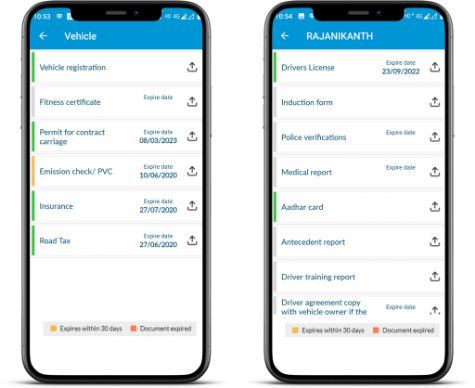 10:53
4G
Vehicle
Vehicle registration
Fitness certificate
Expire date
Permit for contract
carriage
Expire date
08/03/2023
Emission check/ PVC
Expire date
10/06/2020
Insurance
Expire date
27/07/2020
Road Tax
Expire date
27/06/2020
Expires within 30 days
Document expired
10:54
4G
RAJANIKANTH
Drivers License
Expire date
23/09/2022
Induction form
Police verifications
Expire date
Medical report
Expire date
Aadhar card
Antecedent report
Driver training report
Driver agreement copy
with vehicle owner if the
Expire date
Expires within 30 days
Document expired